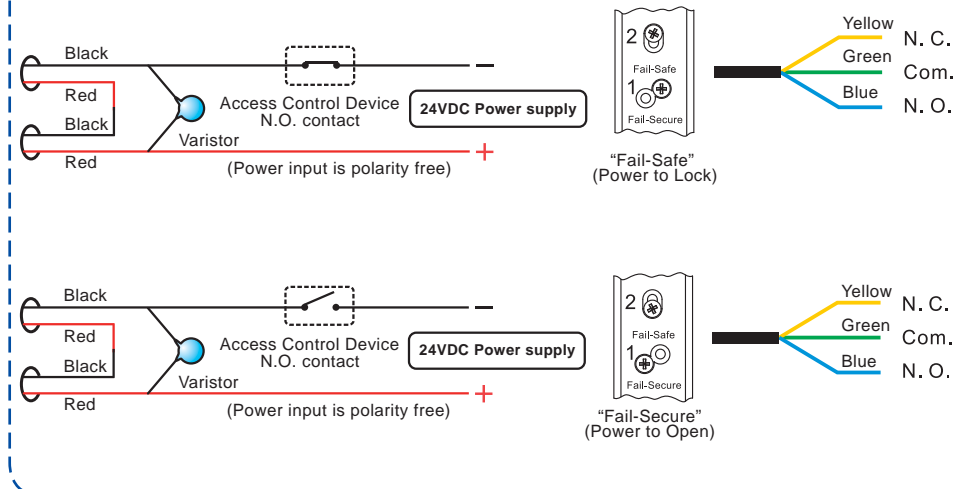 Black
Red
Black
Red
Varistor
Access Control Device
N.O. contact
24VDC Power supply
(Power input is polarity free)
−
+
2
Fail-Safe
1
Fail-Secure
“Fail-Safe”
(Power to Lock)
Yellow
N. C.
Green
Com.
Blue
N. O.
Black
Red
Black
Red
Varistor
Access Control Device
N.O. contact
24VDC Power supply
(Power input is polarity free)
−
+
2
Fail-Safe
1
Fail-Secure
“Fail-Secure”
(Power to Open)
Yellow
N. C.
Green
Com.
Blue
N. O.